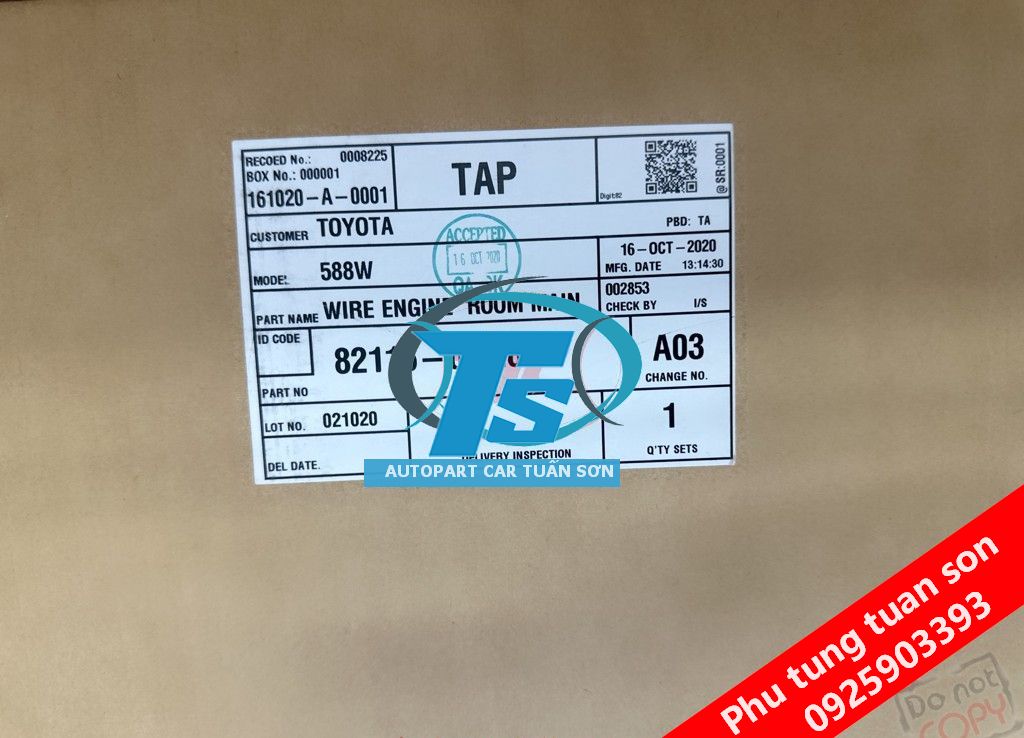 RECOED No.: 0008225
BOX No.: 000001
161020-A-0001
TAP
Digit82
@SR:0001
CUSTOMER TOYOTA
PBD: TA
ACCEPTED
16 OCT 2020
MODEL 588W
16-OCT-2020
MFG. DATE 13:14:30
PART NAME WIRE ENGINE ROOM MAIN
002853
CHECK BY I/S
ID CODE
A03
CHANGE NO.
PART NO
LOT NO. 021020
1
Q'TY SETS
DEL DATE.
DELIVERY INSPECTION
TS
AUTOPART CAR TUẤN SƠN
Phu tung tuan son
0925903393
Do not
COPY